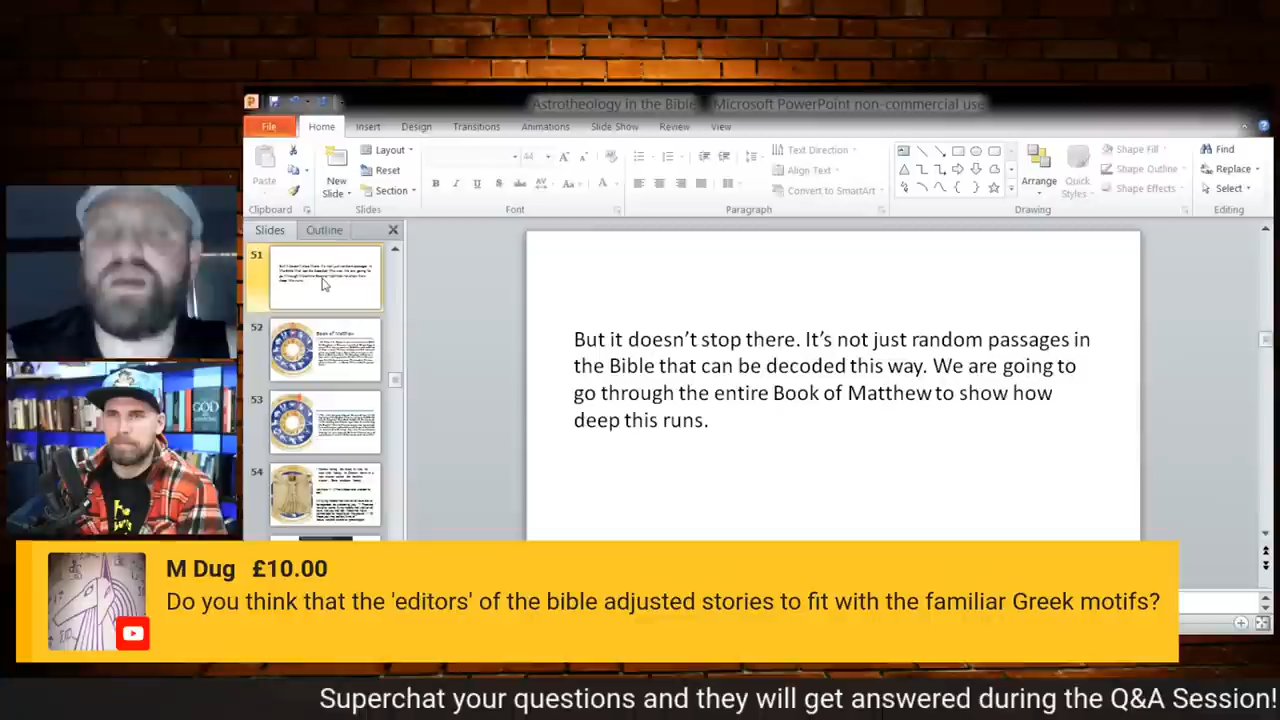 Astrotheology in the Bible - Microsoft PowerPoint non-commercial use
File Home Insert Design Transitions Animations Slide Show Review View
Paste
Clipboard
New Slide
Layout
Reset
Section
Slides
44
Font
Text Direction
Align Text
Convert to SmartArt
Paragraph
Arrange
Quick Styles
Shape Fill
Shape Outline
Shape Effects
Drawing
Find
Replace
Select
Editing
Slides Outline
51
52
Book of Matthew
53
54
GOD
But it doesn’t stop there. It’s not just random passages in
the Bible that can be decoded this way. We are going to
go through the entire Book of Matthew to show how
deep this runs.
M Dug £10.00
Do you think that the 'editors' of the bible adjusted stories to fit with the familiar Greek motifs?
Superchat your questions and they will get answered during the Q&A Session!